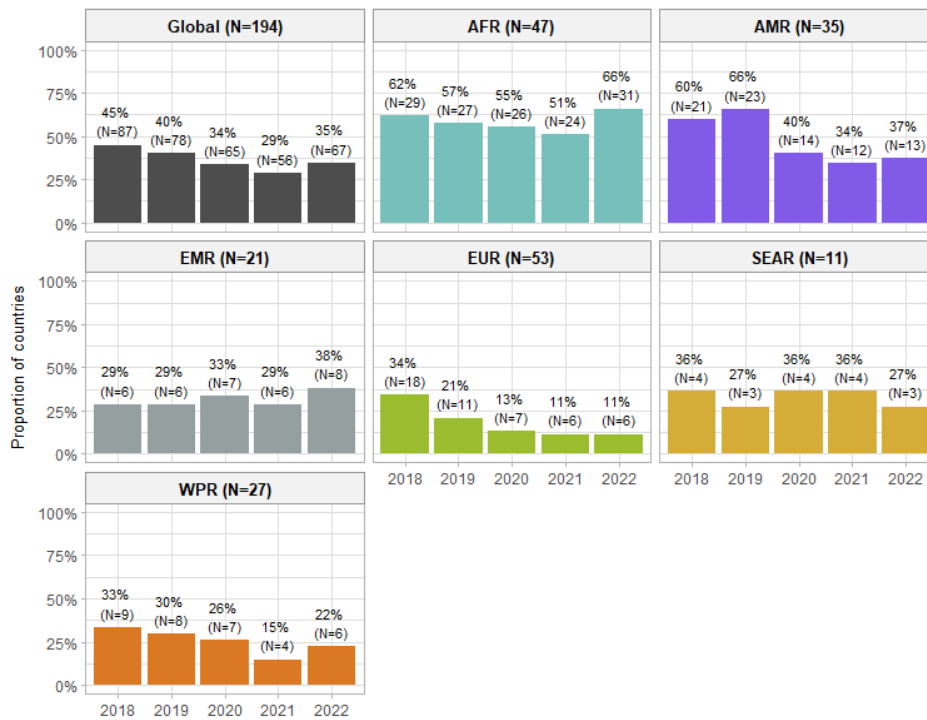 Proportion of countries
Global (N=194)
100%
75%
50%
25%
0%
45%
(N=87)
40%
(N=78)
34%
(N=65)
29%
(N=56)
35%
(N=67)
AFR (N=47)
62%
(N=29)
57%
(N=27)
55%
(N=26)
51%
(N=24)
66%
(N=31)
AMR (N=35)
60%
(N=21)
66%
(N=23)
40%
(N=14)
34%
(N=12)
37%
(N=13)
EMR (N=21)
100%
75%
50%
25%
0%
29%
(N=6)
29%
(N=6)
33%
(N=7)
29%
(N=6)
38%
(N=8)
EUR (N=53)
34%
(N=18)
21%
(N=11)
13%
(N=7)
11%
(N=6)
11%
(N=6)
2018 2019 2020 2021 2022
SEAR (N=11)
36%
(N=4)
27%
(N=3)
36%
(N=4)
36%
(N=4)
27%
(N=3)
2018 2019 2020 2021 2022
WPR (N=27)
100%
75%
50%
25%
0%
33%
(N=9)
30%
(N=8)
26%
(N=7)
15%
(N=4)
22%
(N=6)
2018 2019 2020 2021 2022